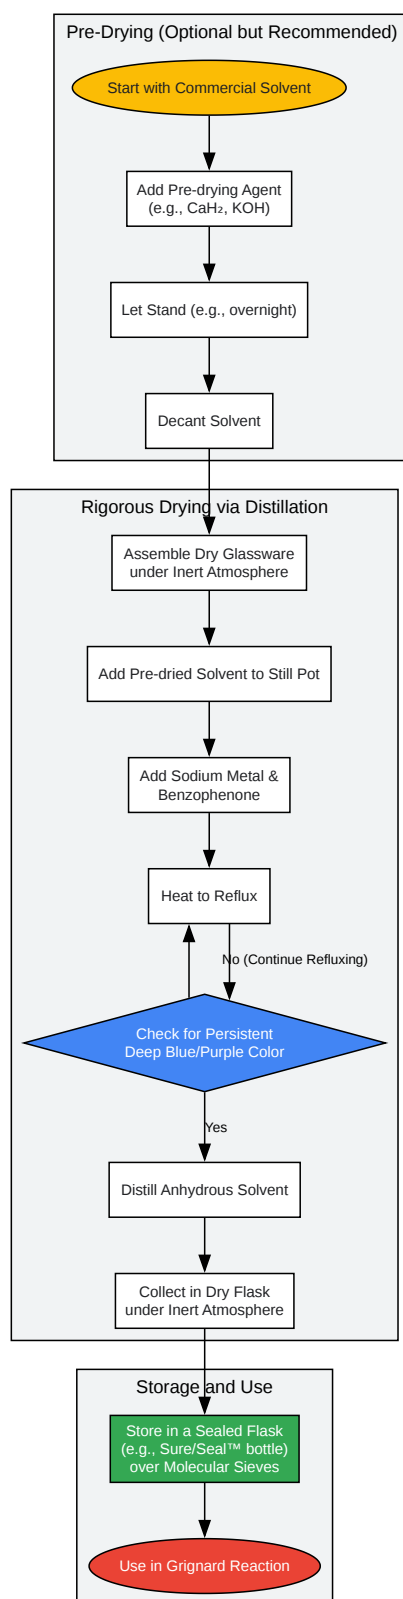 Pre-Drying (Optional but Recommended)
Start with Commercial Solvent
Add Pre-drying Agent
(e.g., CaH₂, KOH)
Let Stand (e.g., overnight)
Decant Solvent
Rigorous Drying via Distillation
Assemble Dry Glassware
under Inert Atmosphere
Add Pre-dried Solvent to Still Pot
Add Sodium Metal &
Benzophenone
Heat to Reflux
No (Continue Refluxing)
Check for Persistent
Deep Blue/Purple Color
Yes
Distill Anhydrous Solvent
Collect in Dry Flask
under Inert Atmosphere
Storage and Use
Store in a Sealed Flask
(e.g., Sure/Seal™ bottle)
over Molecular Sieves
Use in Grignard Reaction